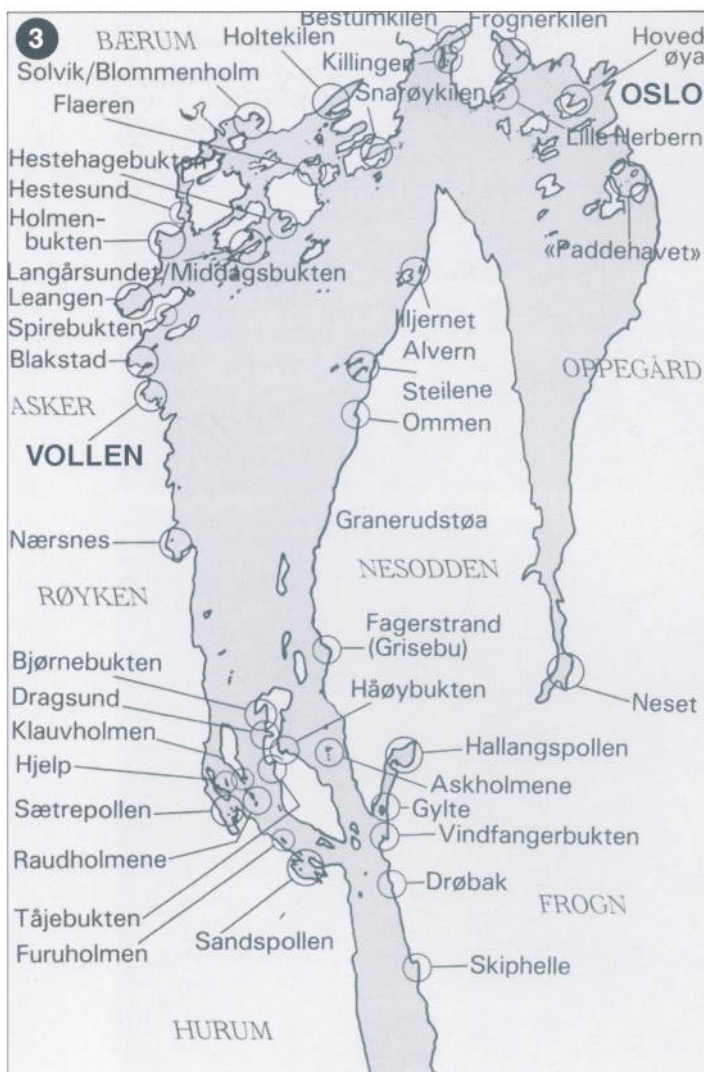 3
BÆRUM
Bestumkilen
Frognerkilen
Holtekilen
Killingen
Hoved
øya
Solvik/Blommenholm
Snarøykilen
OSLO
Flaeren
Lille Herbern
Hestehagebukten
Hestesund
Holmen-
bukten
«Paddehavet»
Langårsundet/Middagsbukten
Leangen
Spirebukten
Illjernet
Blakstad
Alvern
OPPEGÅRD
Steilene
ASKER
Ommen
VOLLEN
Granerudstøa
Nærsnes
NESODDEN
RØYKEN
Fagerstrand
(Grisebu)
Bjørnebukten
Håøybukten
Neset
Dragsund
Klauvholmen
Hallangspollen
Hjelp
Askholmene
Sætrepollen
Gylte
Vindfangerbukten
Raudholmene
Drøbak
FROGN
Tåjebukten
Sandspollen
Furuholmen
Skiphelle
HURUM